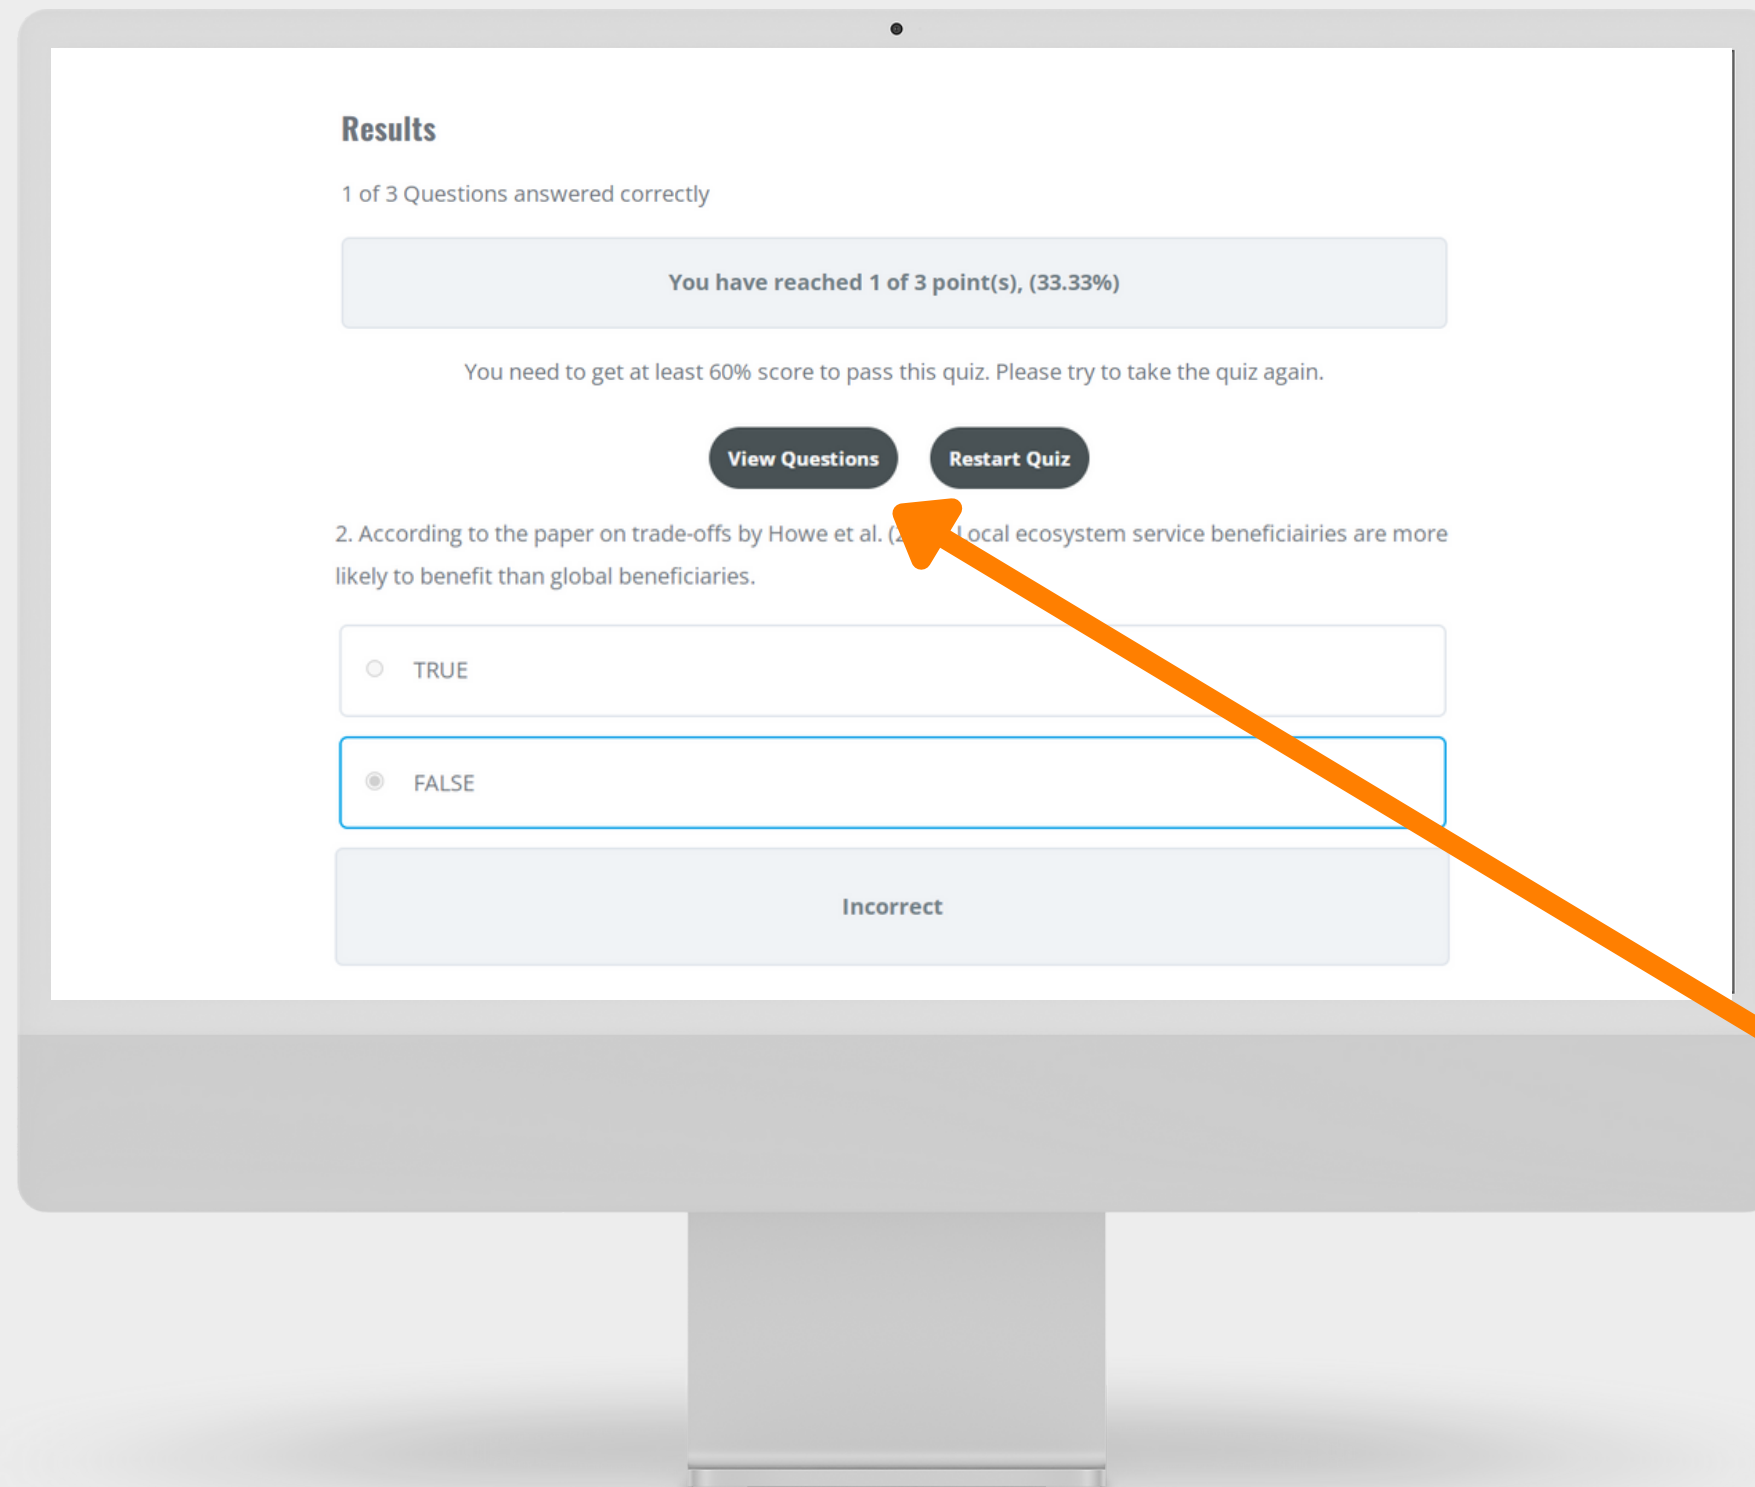 Results
1 of 3 Questions answered correctly
You have reached 1 of 3 point(s), (33.33%)
You need to get at least 60% score to pass this quiz. Please try to take the quiz again.
View Questions Restart Quiz
2. According to the paper on trade-offs by Howe et al. ( Local ecosystem service beneficiairies are more
likely to benefit than global beneficiaries.
TRUE
FALSE
Incorrect